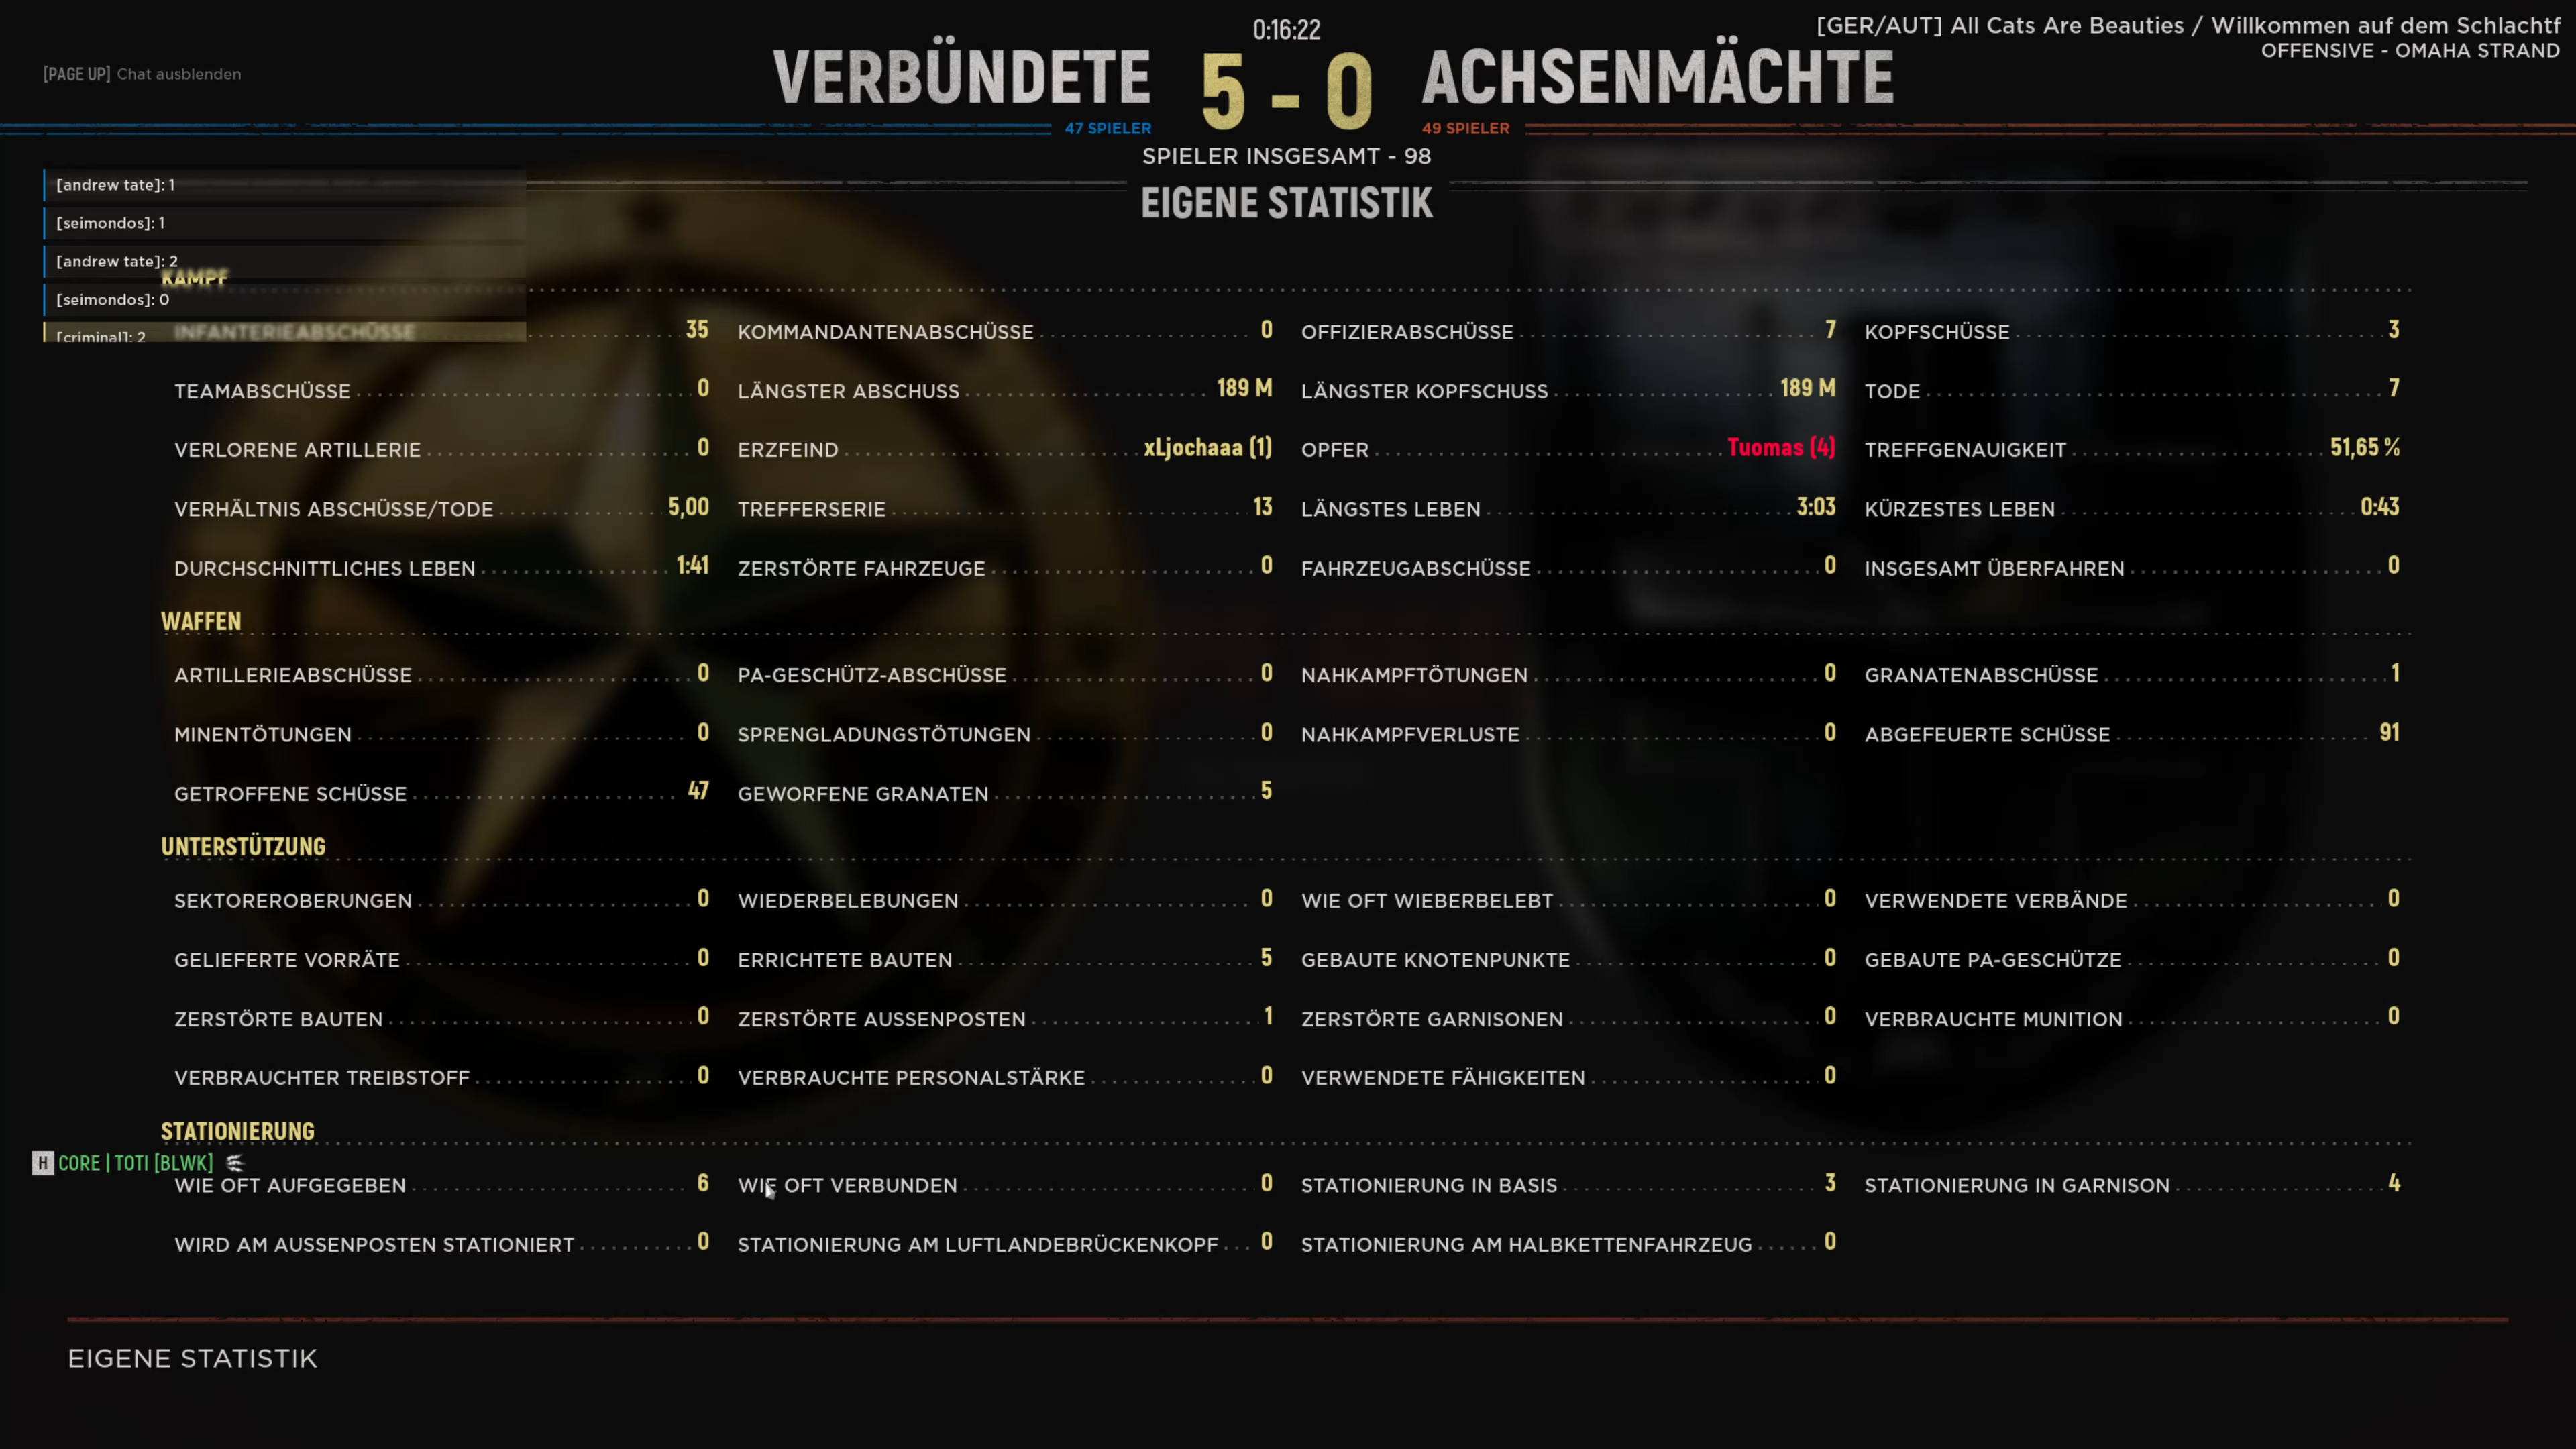 0:16:22
[GER/AUT] All Cats Are Beauties / Willkommen auf dem Schlachtf
OFFENSIVE - OMAHA STRAND
[PAGE UP] Chat ausblenden
VERBÜNDETE 5 - 0 ACHSENMÄCHTE
47 SPIELER 49 SPIELER
SPIELER INSGESAMT - 98
EIGENE STATISTIK
[andrew tate]: 1
[seimondos]: 1
[andrew tate]: 2
KAMPF
[seimondos]: 0
[criminal]: 2
INFANTERIEABSCHÜSSE 35 KOMMANDANTENABSCHÜSSE 0 OFFIZIERABSCHÜSSE 7 KOPFSCHÜSSE 3
TEAMABSCHÜSSE 0 LÄNGSTER ABSCHUSS 189 M LÄNGSTER KOPFSCHUSS 189 M TODE 7
VERLORENE ARTILLERIE 0 ERZFEIND xLjochaaa (1) OPFER Tuomas (4) TREFFGENAUIGKEIT 51,65 %
VERHÄLTNIS ABSCHÜSSE/TODE 5,00 TREFFERSERIE 13 LÄNGSTES LEBEN 3:03 KÜRZESTES LEBEN 0:43
DURCHSCHNITTLICHES LEBEN 1:41 ZERSTÖRTE FAHRZEUGE 0 FAHRZEUGABSCHÜSSE 0 INSGESAMT ÜBERFAHREN 0
WAFFEN
ARTILLERIEABSCHÜSSE 0 PA-GESCHÜTZ-ABSCHÜSSE 0 NAHKAMPFTÖTUNGEN 0 GRANATENABSCHÜSSE 1
MINENTÖTUNGEN 0 SPRENGLADUNGSTÖTUNGEN 0 NAHKAMPFVERLUSTE 0 ABGEFEUERTE SCHÜSSE 91
GETROFFENE SCHÜSSE 47 GEWORFENE GRANATEN 5
UNTERSTÜTZUNG
SEKTOREROBERUNGEN 0 WIEDERBELEBUNGEN 0 WIE OFT WIEBERBELEBT 0 VERWENDETE VERBÄNDE 0
GELIEFERTE VORRÄTE 0 ERRICHTETE BAUTEN 5 GEBAUTE KNOTENPUNKTE 0 GEBAUTE PA-GESCHÜTZE 0
ZERSTÖRTE BAUTEN 0 ZERSTÖRTE AUSSENPOSTEN 1 ZERSTÖRTE GARNISONEN 0 VERBRAUCHTE MUNITION 0
VERBRAUCHTER TREIBSTOFF 0 VERBRAUCHTE PERSONALSTÄRKE 0 VERWENDETE FÄHIGKEITEN 0
STATIONIERUNG
H CORE | TOTI [BLWK]
WIE OFT AUFGEGEBEN 6 WIE OFT VERBUNDEN 0 STATIONIERUNG IN BASIS 3 STATIONIERUNG IN GARNISON 4
WIRD AM AUSSENPOSTEN STATIONIERT 0 STATIONIERUNG AM LUFTLANDEBRÜCKENKOPF 0 STATIONIERUNG AM HALBKETTENFAHRZEUG 0
EIGENE STATISTIK